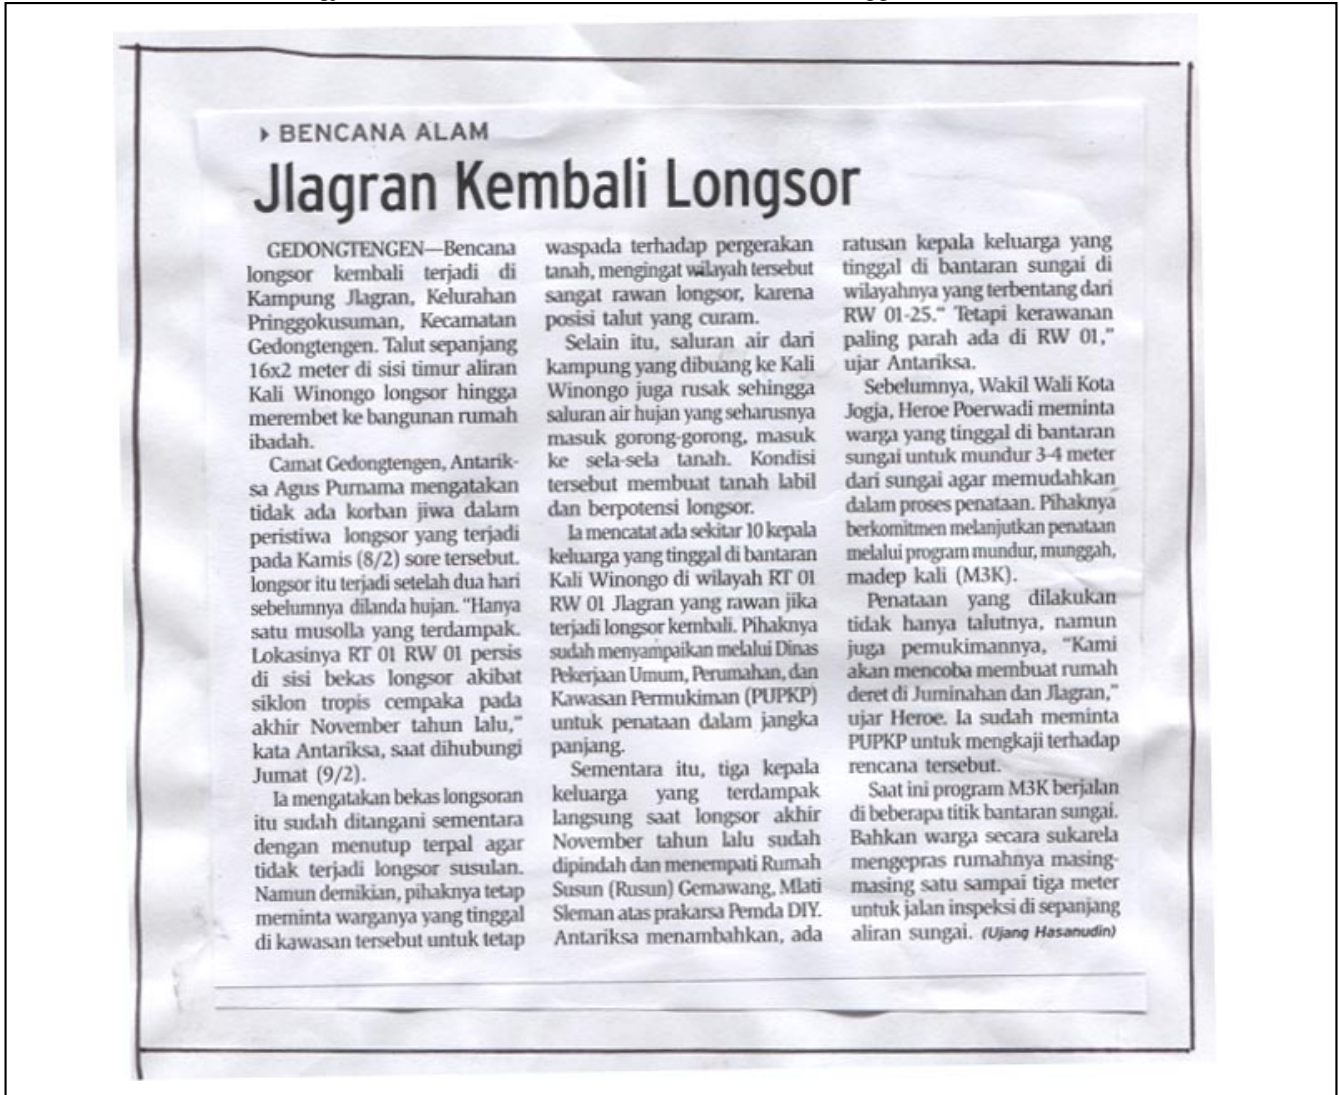 BENCANA ALAM
Jlagran Kembali Longsor
GEDONGTENGEN—Bencana
longsor kembali terjadi di
Kampung Jlagran, Kelurahan
Pringgokusuman, Kecamatan
Gedongtengen. Talut sepanjang
16x2 meter di sisi timur aliran
Kali Winongo longsor hingga
merembet ke bangunan rumah
ibadah.
Camat Gedongtengen, Antarik-
sa Agus Purnama mengatakan
tidak ada korban jiwa dalam
peristiwa longsor yang terjadi
pada Kamis (8/2) sore tersebut.
longsor itu terjadi setelah dua hari
sebelumnya dilanda hujan. “Hanya
satu musolla yang terdampak.
Lokasinya RT 01 RW 01 persis
di sisi bekas longsor akibat
siklon tropis cempaka pada
akhir November tahun lalu,”
kata Antariksa, saat dihubungi
Jumat (9/2).
Ia mengatakan bekas longsoran
itu sudah ditangani sementara
dengan menutup terpal agar
tidak terjadi longsor susulan.
Namun demikian, pihaknya tetap
meminta warganya yang tinggal
di kawasan tersebut untuk tetap
waspada terhadap pergerakan
tanah, mengingat wilayah tersebut
sangat rawan longsor, karena
posisi talut yang curam.
Selain itu, saluran air dari
kampung yang dibuang ke Kali
Winongo juga rusak sehingga
saluran air hujan yang seharusnya
masuk gorong-gorong, masuk
ke sela-sela tanah. Kondisi
tersebut membuat tanah labil
dan berpotensi longsor.
Ia mencatat ada sekitar 10 kepala
keluarga yang tinggal di bantaran
Kali Winongo di wilayah RT 01
RW 01 Jlagran yang rawan jika
terjadi longsor kembali. Pihaknya
sudah menyampaikan melalui Dinas
Pekerjaan Umum, Perumahan, dan
Kawasan Permukiman (PUPKP)
untuk penataan dalam jangka
panjang.
Sementara itu, tiga kepala
keluarga yang terdampak
langsung saat longsor akhir
November tahun lalu sudah
dipindah dan menempati Rumah
Susun (Rusun) Gemawang, Mlati
Sleman atas prakarsa Pemda DIY.
Antariksa menambahkan, ada
ratusan kepala keluarga yang
tinggal di bantaran sungai di
wilayahnya yang terbentang dari
RW 01-25.” Tetapi kerawanan
paling parah ada di RW 01,”
ujar Antariksa.
Sebelumnya, Wakil Wali Kota
Jogja, Heroe Poerwadi meminta
warga yang tinggal di bantaran
sungai untuk mundur 3-4 meter
dari sungai agar memudahkan
dalam proses penataan. Pihaknya
berkomitmen melanjutkan penataan
melalui program mundur, munggah,
madep kali (M3K).
Penataan yang dilakukan
tidak hanya talutnya, namun
juga pemukimannya, “Kami
akan mencoba membuat rumah
deret di Juminahan dan Jlagran,”
ujar Heroe. Ia sudah meminta
PUPKP untuk mengkaji terhadap
rencana tersebut.
Saat ini program M3K berjalan
di beberapa titik bantaran sungai.
Bahkan warga secara sukarela
mengepras rumahnya masing-
masing satu sampai tiga meter
untuk jalan inspeksi di sepanjang
aliran sungai. (Ujang Hasanudin)